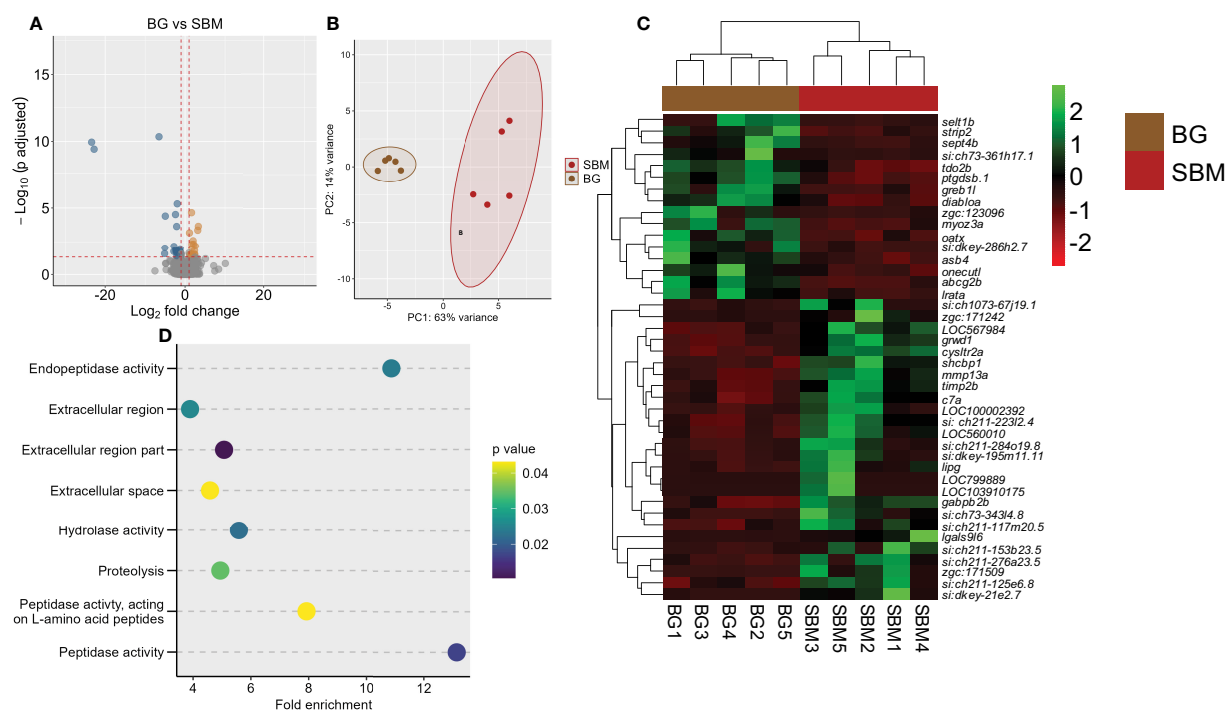 A
BG vs SBM
15
10
5
0
− Log10 (p adjusted)
-20
0
20
Log2 fold change
B
10
5
0
-5
-10
PC2: 14% variance
8
-5
0
5
PC1: 63% variance
SBM
BG
C
selt1b
strip2
sept4b
si:ch73-361h17.1
tdo2b
ptgdsb.1
greb1l
diabloa
zgc:123096
myoz3a
oatx
si:dkey-286h2.7
asb4
onecutl
abcg2b
lrata
si:ch1073-67j19.1
zgc:171242
LOC567984
grwd1
cysltr2a
shcbp1
mmp13a
timp2b
c7a
LOC100002392
si: ch211-223l2.4
LOC560010
si:ch211-284o19.8
si:dkey-195m11.11
lipg
LOC799889
LOC103910175
gabpb2b
si:ch73-343l4.8
si:ch211-117m20.5
lgals9l6
si:ch211-153b23.5
si:ch211-276a23.5
zgc:171509
si:ch211-125e6.8
si:dkey-21e2.7
BG1
BG3
BG4
BG2
BG5
SBM3
SBM5
SBM2
SBM1
SBM4
2
1
0
-1
-2
BG
SBM
D
Endopeptidase activity
Extracellular region
Extracellular region part
Extracellular space
Hydrolase activity
Proteolysis
Peptidase activty, acting
on L-amino acid peptides
Peptidase activity
4
6
8
10
12
Fold enrichment
p value
0.04
0.03
0.02